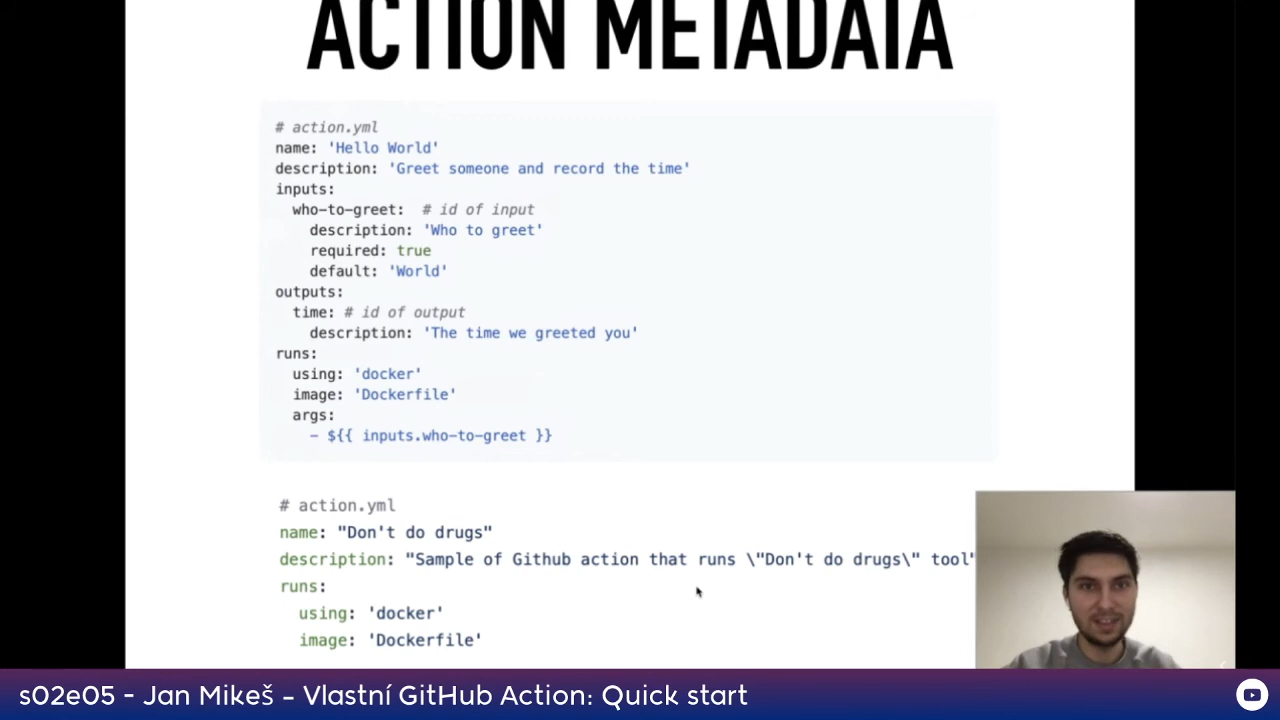 ACTION METADATA
# action.yml
name: 'Hello World'
description: 'Greet someone and record the time'
inputs:
  who-to-greet:  # id of input
    description: 'Who to greet'
    required: true
    default: 'World'
outputs:
  time: # id of output
    description: 'The time we greeted you'
runs:
  using: 'docker'
  image: 'Dockerfile'
  args:
    - ${{ inputs.who-to-greet }}
# action.yml
name: "Don't do drugs"
description: "Sample of Github action that runs \"Don't do drugs\" tool"
runs:
  using: 'docker'
  image: 'Dockerfile'
s02e05 - Jan Mikeš – Vlastní GitHub Action: Quick start